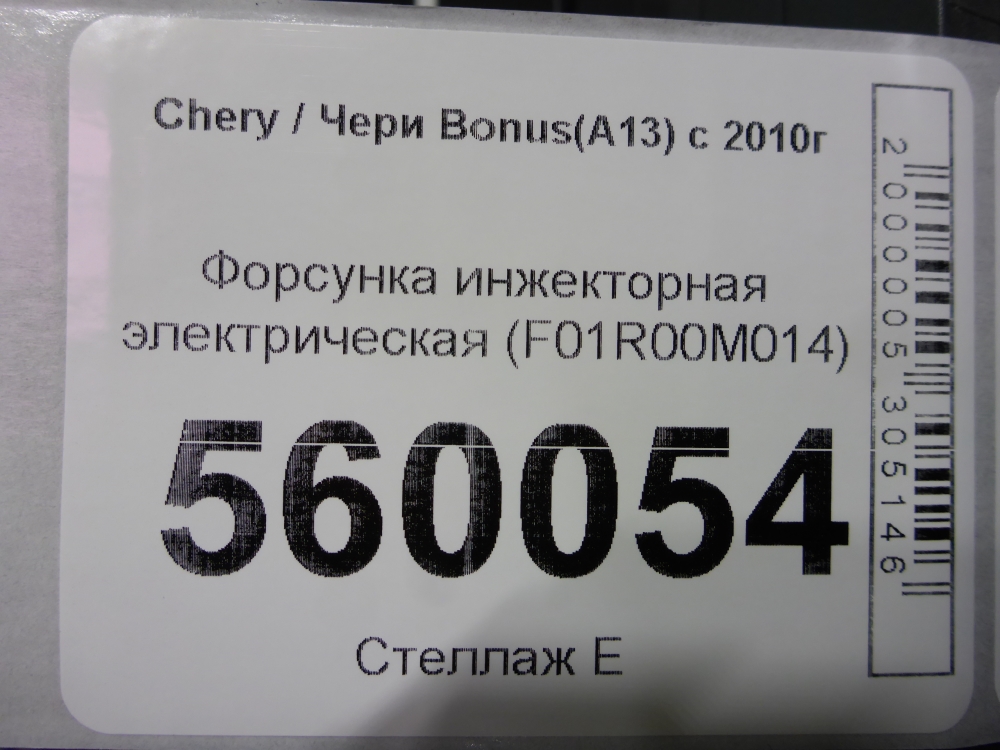 Chery / Чери Bonus(A13) с 2010г
Форсунка инжекторная
электрическая (F01R00M014)
560054
Стеллаж Е
2000005305146